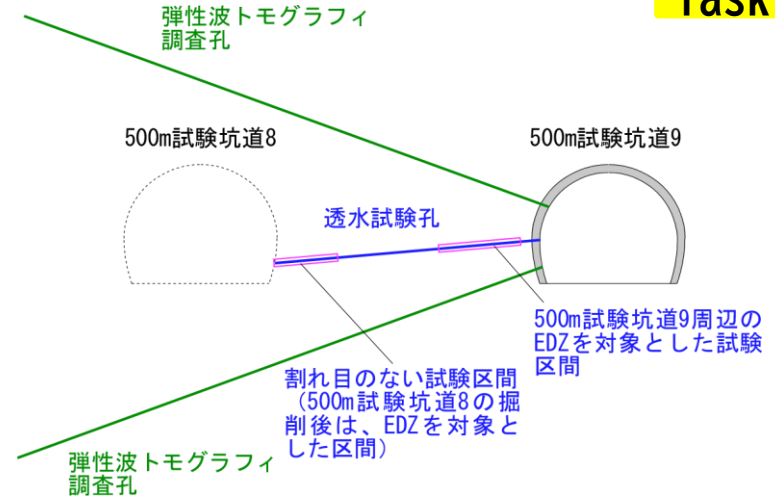 Task
弾性波トモグラフィ
調査孔
500m試験坑道8
500m試験坑道9
透水試験孔
500m試験坑道9周辺の
EDZを対象とした試験
区間
割れ目のない試験区間
（500m試験坑道8の掘
削後は、EDZを対象と
した区間）
弾性波トモグラフィ
調査孔